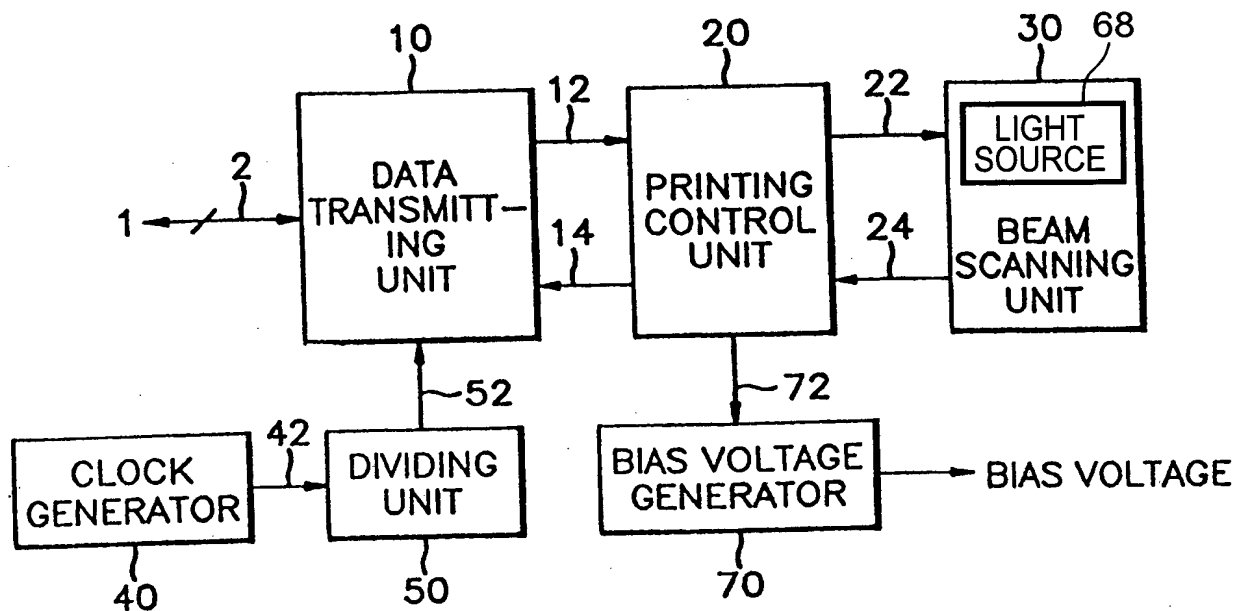 10
20
30
68
12
22
LIGHT
SOURCE
2
1
DATA
TRANSMITT-
ING
UNIT
PRINTING
CONTROL
UNIT
14
24
BEAM
SCANNING
UNIT
52
72
42
CLOCK
GENERATOR
DIVIDING
UNIT
BIAS VOLTAGE
GENERATOR
BIAS VOLTAGE
40
50
70